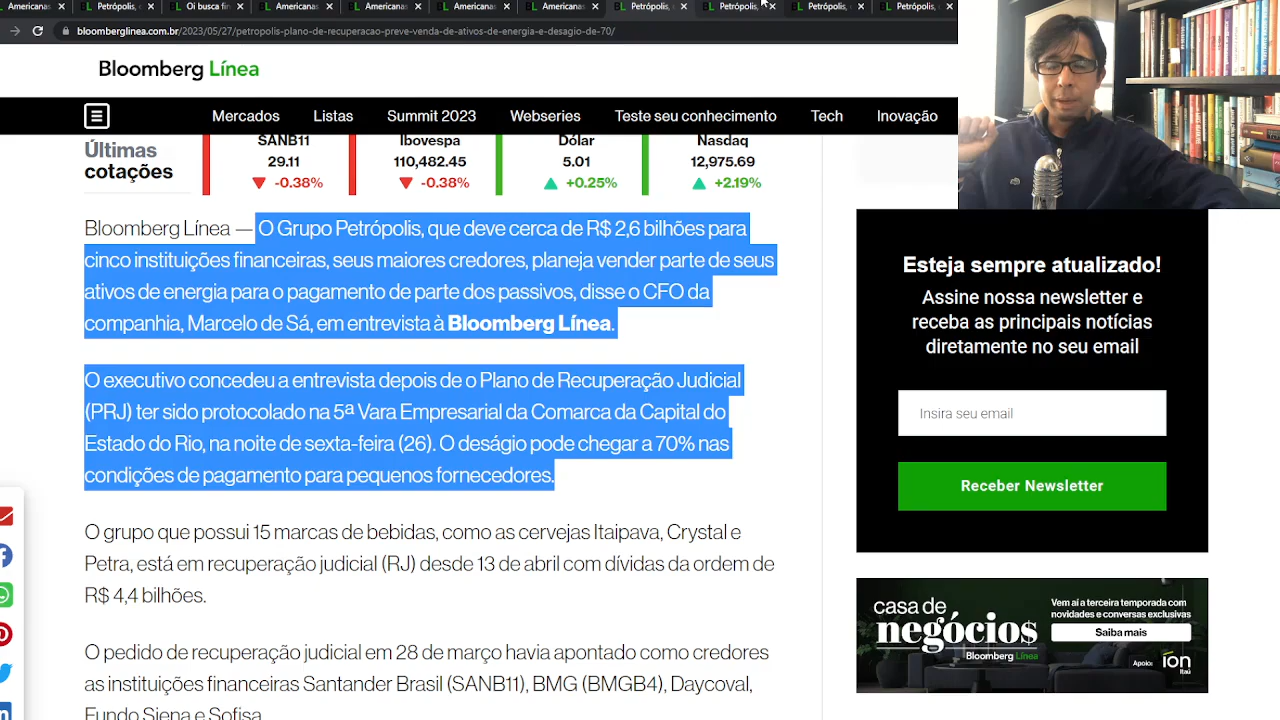 Americanas
Petrópolis,
Oi busca fin
Americanas
Americanas
Americanas
Americanas
Petrópolis,
Petrópolis,
Petrópolis,
Petrópolis,
bloomberglinea.com.br/2023/05/27/petropolis-plano-de-recuperacao-preve-venda-de-ativos-de-energia-e-desagio-de-70/
Bloomberg Línea
Mercados Listas Summit 2023 Webseries Teste seu conhecimento Tech Inovação
Últimas
cotações
SANB11
29.11
-0.38%
Ibovespa
110,482.45
-0.38%
Dólar
5.01
+0.25%
Nasdaq
12,975.69
+2.19%
Bloomberg Línea — O Grupo Petrópolis, que deve cerca de R$ 2,6 bilhões para
cinco instituições financeiras, seus maiores credores, planeja vender parte de seus
ativos de energia para o pagamento de parte dos passivos, disse o CFO da
companhia, Marcelo de Sá, em entrevista à Bloomberg Línea.
O executivo concedeu a entrevista depois de o Plano de Recuperação Judicial
(PRJ) ter sido protocolado na 5ª Vara Empresarial da Comarca da Capital do
Estado do Rio, na noite de sexta-feira (26). O deságio pode chegar a 70% nas
condições de pagamento para pequenos fornecedores.
O grupo que possui 15 marcas de bebidas, como as cervejas Itaipava, Crystal e
Petra, está em recuperação judicial (RJ) desde 13 de abril com dívidas da ordem de
R$ 4,4 bilhões.
O pedido de recuperação judicial em 28 de março havia apontado como credores
as instituições financeiras Santander Brasil (SANB11), BMG (BMGB4), Daycoval,
Fundo Siena e Sofisa.
Esteja sempre atualizado!
Assine nossa newsletter e
receba as principais notícias
diretamente no seu email
Insira seu email
Receber Newsletter
casa de
negócios
Bloomberg Línea
Vem aí a terceira temporada com
novidades e conversas exclusivas
Saiba mais
Apoio:
íon
Itaú